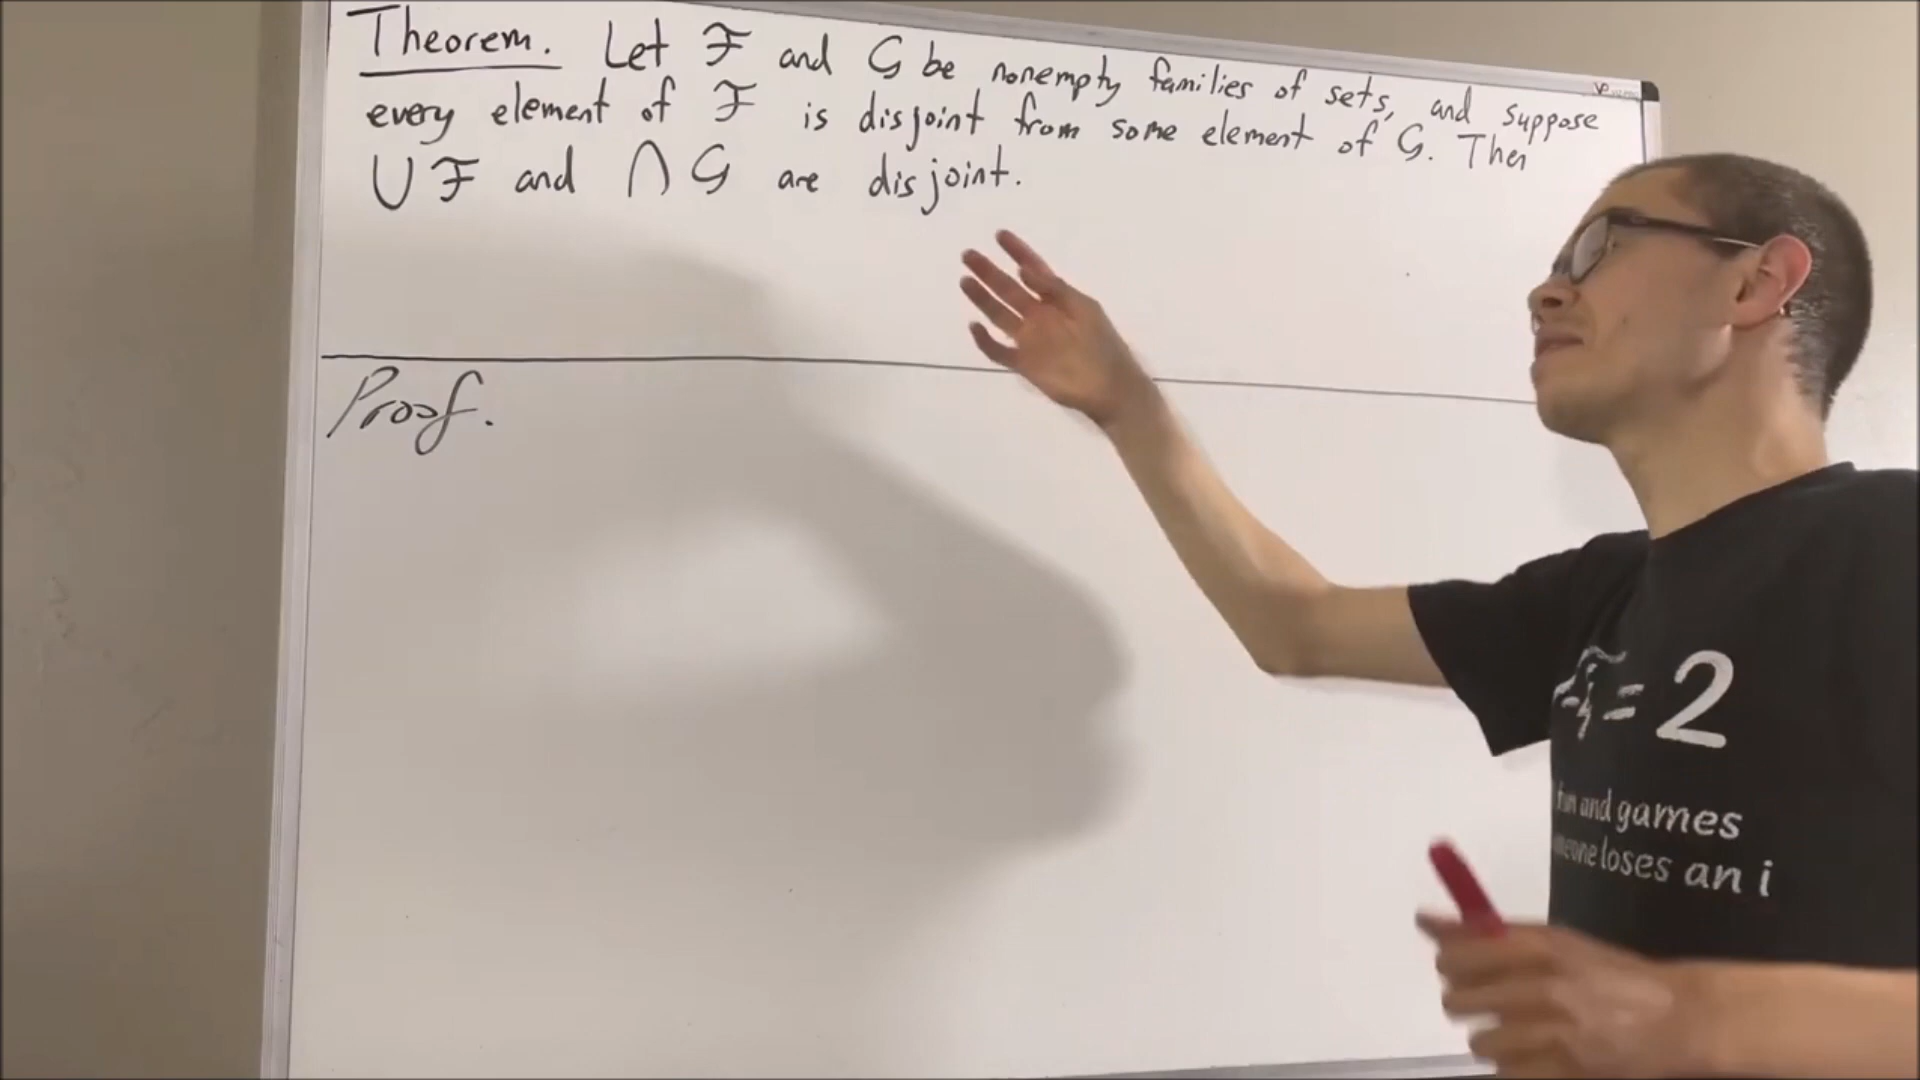 Theorem. Let ℱ and G be nonempty families of sets, and suppose
every element of ℱ is disjoint from some element of G. Then
∪ℱ and ∩G are disjoint.
Proof.
= 2
fun and games
loses an i